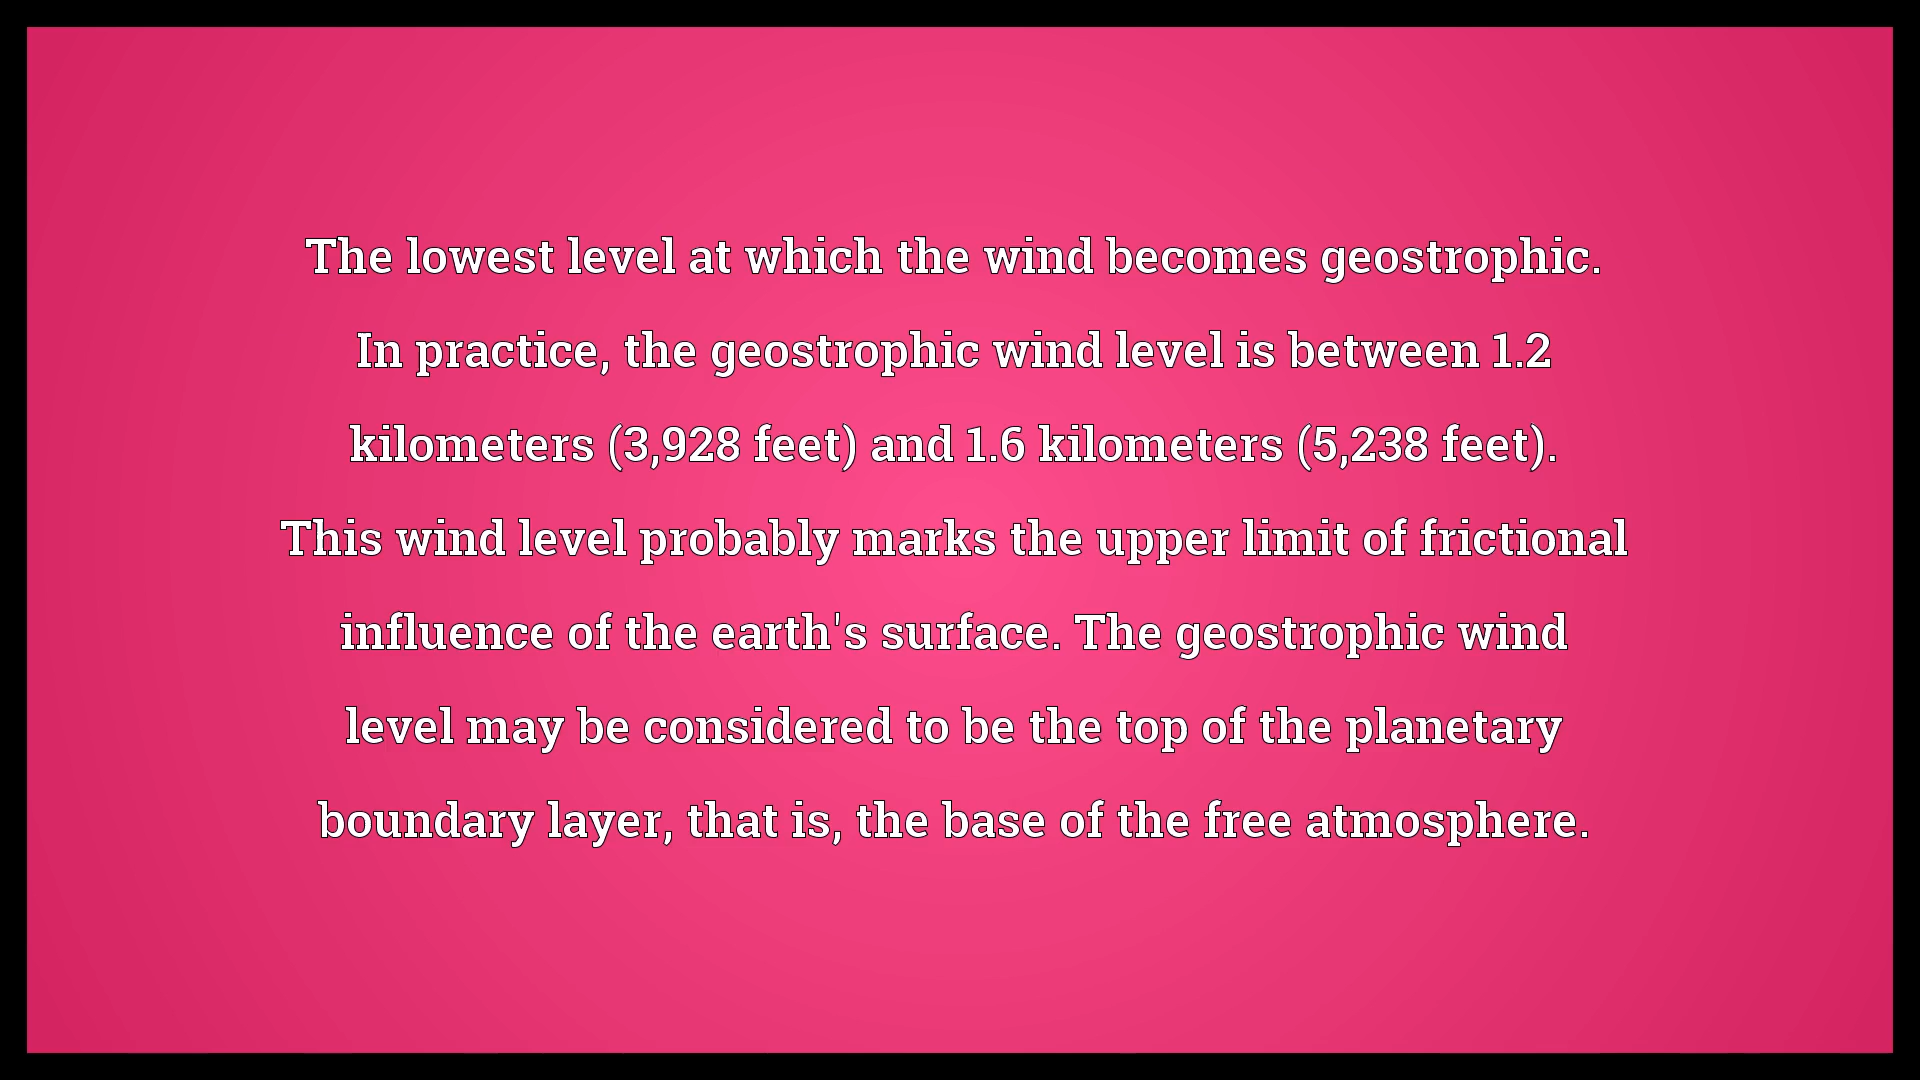 The lowest level at which the wind becomes geostrophic.
In practice, the geostrophic wind level is between 1.2
kilometers (3,928 feet) and 1.6 kilometers (5,238 feet).
This wind level probably marks the upper limit of frictional
influence of the earth's surface. The geostrophic wind
level may be considered to be the top of the planetary
boundary layer, that is, the base of the free atmosphere.